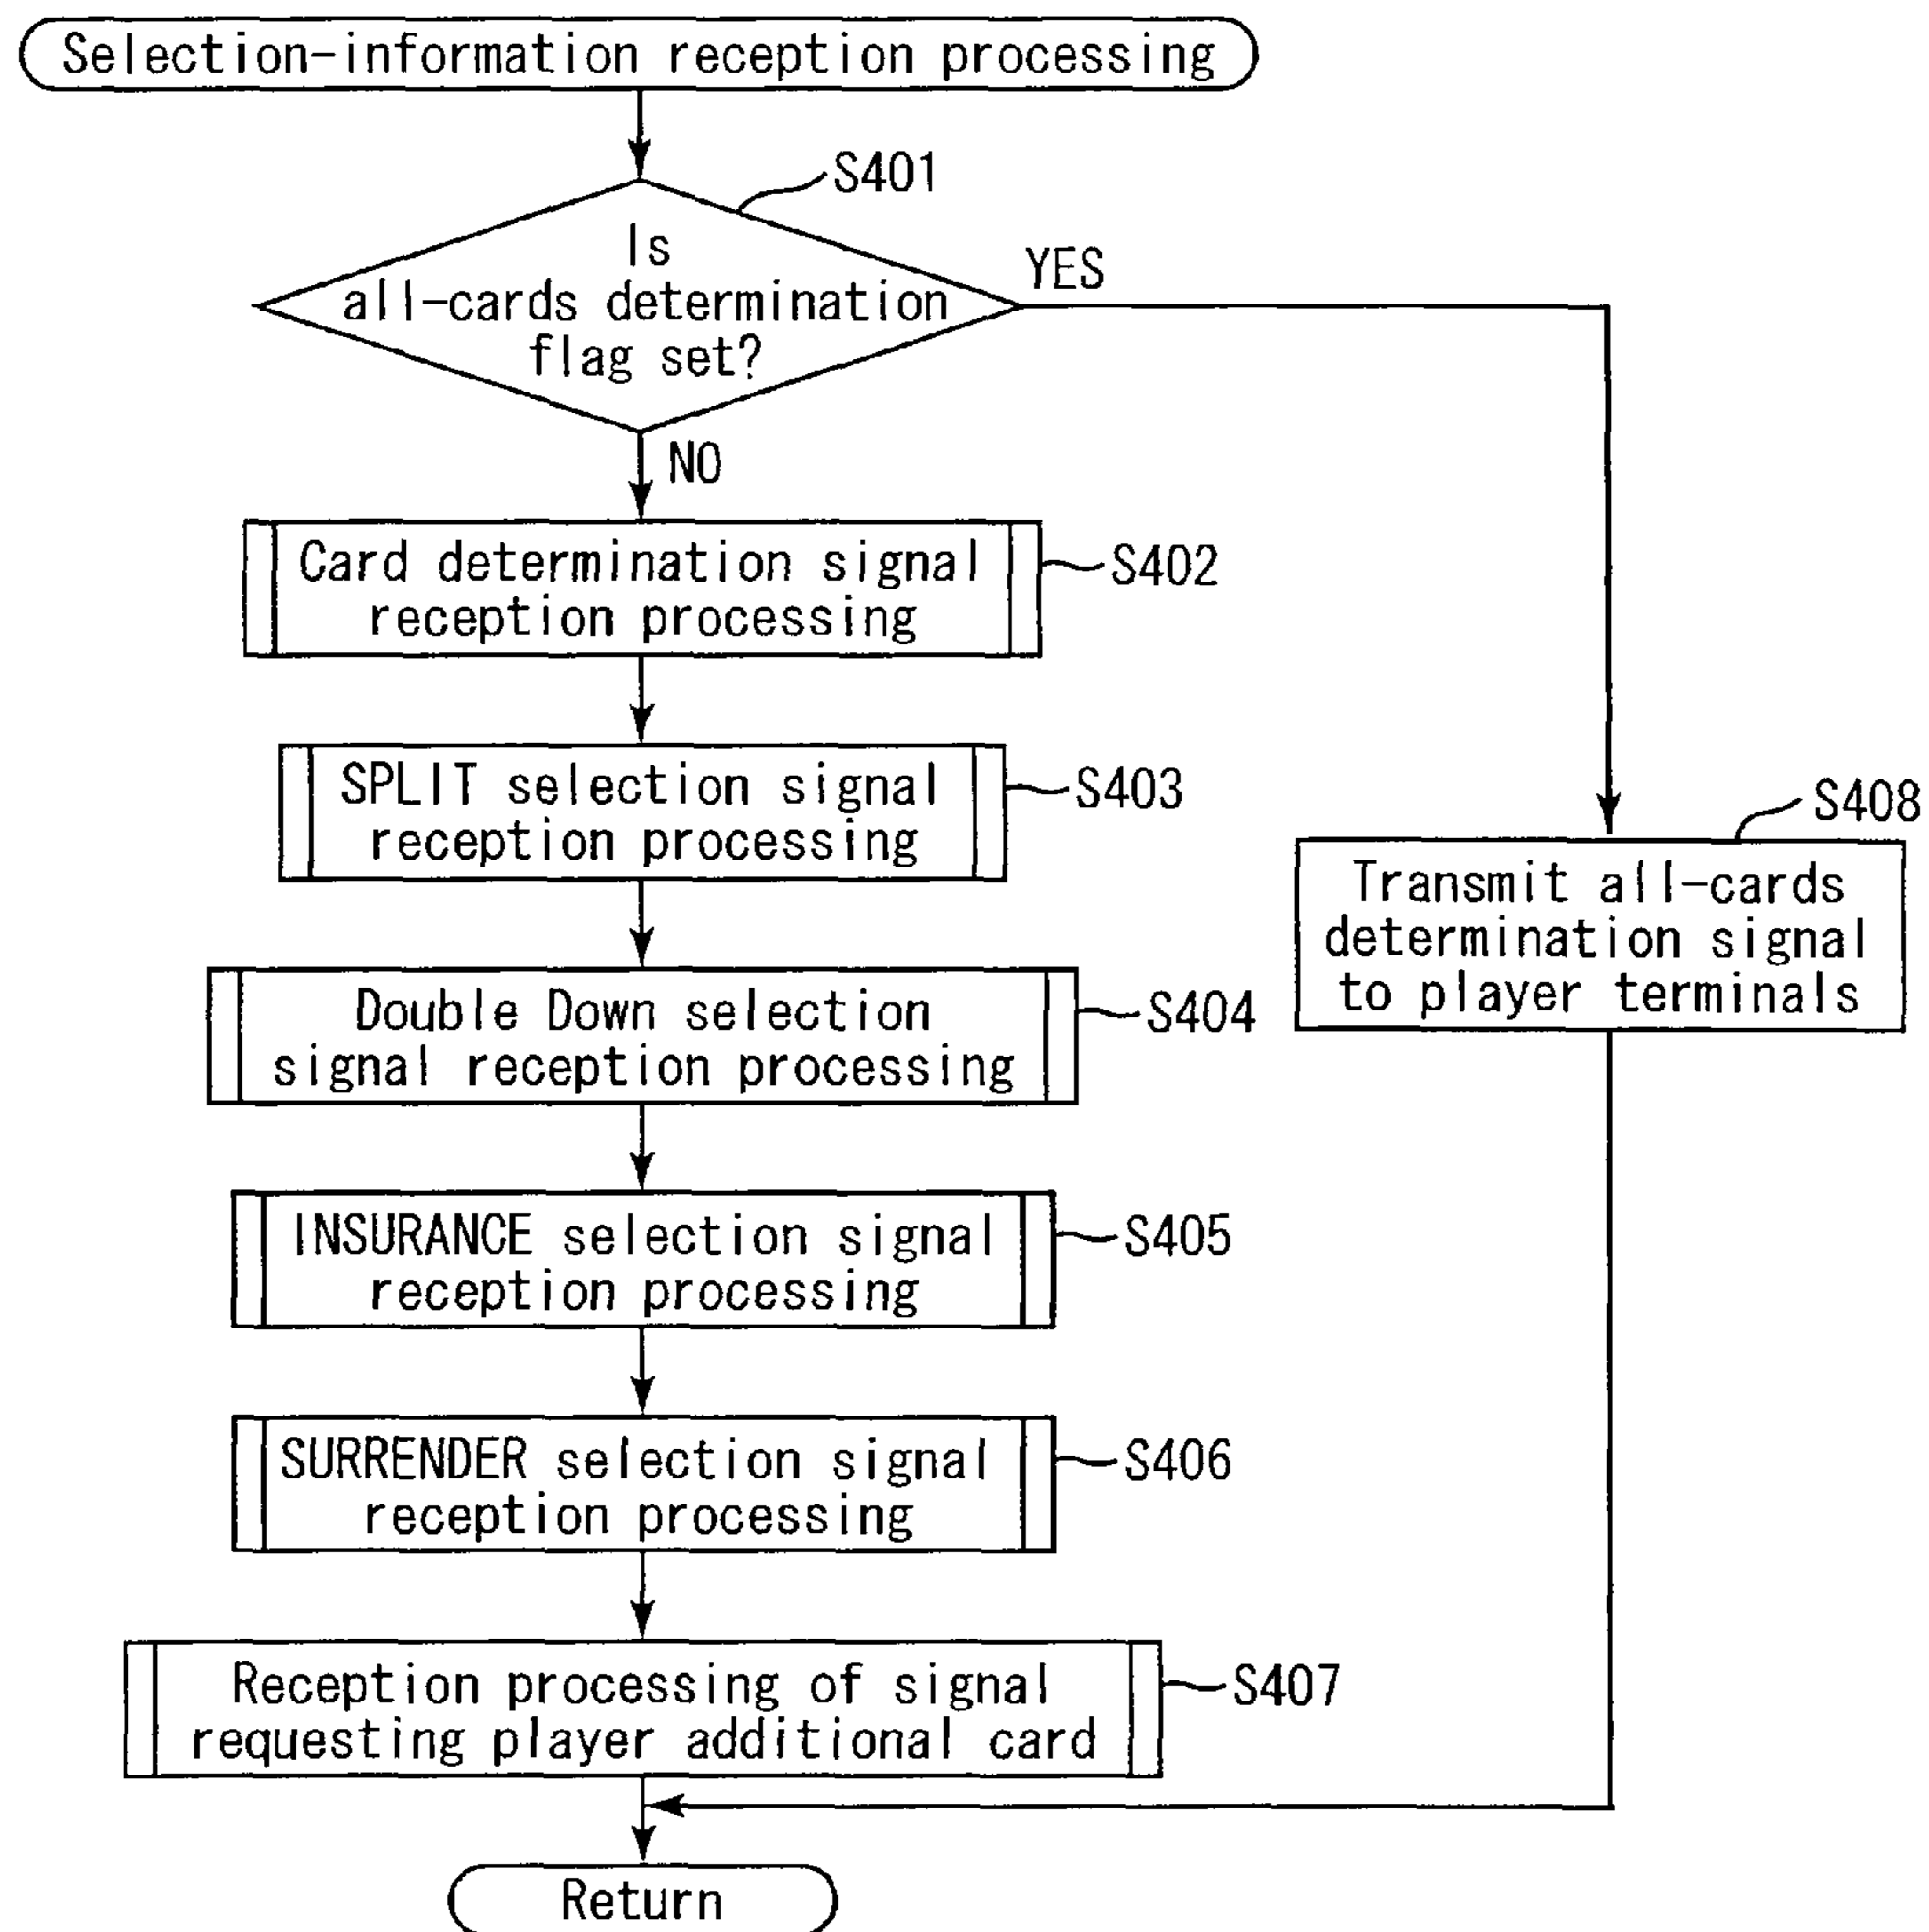 Selection-information reception processing
S401
Is
all-cards determination
flag set?
YES
NO
Card determination signal
reception processing
S402
SPLIT selection signal
reception processing
S403
S408
Transmit all-cards
determination signal
to player terminals
Double Down selection
signal reception processing
S404
INSURANCE selection signal
reception processing
S405
SURRENDER selection signal
reception processing
S406
Reception processing of signal
requesting player additional card
S407
Return